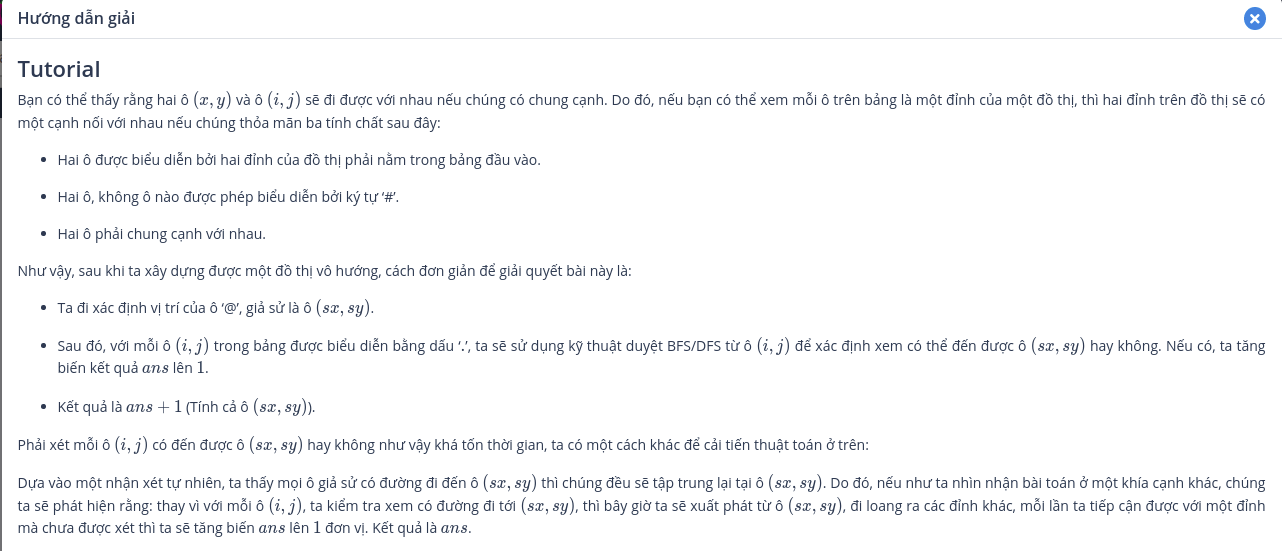 Hướng dẫn giải
Tutorial
Bạn có thể thấy rằng hai ô (x, y) và ô (i, j) sẽ đi được với nhau nếu chúng có chung cạnh. Do đó, nếu bạn có thể xem mỗi ô trên bảng là một đỉnh của một đồ thị, thì hai đỉnh trên đồ thị sẽ có
một cạnh nối với nhau nếu chúng thỏa mãn ba tính chất sau đây:
• Hai ô được biểu diễn bởi hai đỉnh của đồ thị phải nằm trong bảng đầu vào.
• Hai ô, không ô nào được phép biểu diễn bởi ký tự ‘#’.
• Hai ô phải chung cạnh với nhau.
Như vậy, sau khi ta xây dựng được một đồ thị vô hướng, cách đơn giản để giải quyết bài này là:
• Ta đi xác định vị trí của ô ‘@’, giả sử là ô (sx, sy).
• Sau đó, với mỗi ô (i, j) trong bảng được biểu diễn bằng dấu ‘.’, ta sẽ sử dụng kỹ thuật duyệt BFS/DFS từ ô (i, j) để xác định xem có thể đến được ô (sx, sy) hay không. Nếu có, ta tăng
biến kết quả ans lên 1.
• Kết quả là ans + 1 (Tính cả ô (sx, sy)).
Phải xét mỗi ô (i, j) có đến được ô (sx, sy) hay không như vậy khá tốn thời gian, ta có một cách khác để cải tiến thuật toán ở trên:
Dựa vào một nhận xét tự nhiên, ta thấy mọi ô giả sử có đường đi đến ô (sx, sy) thì chúng đều sẽ tập trung lại tại ô (sx, sy). Do đó, nếu như ta nhìn nhận bài toán ở một khía cạnh khác, chúng
ta sẽ phát hiện rằng: thay vì với mỗi ô (i, j), ta kiểm tra xem có đường đi tới (sx, sy), thì bây giờ ta sẽ xuất phát từ ô (sx, sy), đi loang ra các đỉnh khác, mỗi lần ta tiếp cận được với một đỉnh
mà chưa được xét thì ta sẽ tăng biến ans lên 1 đơn vị. Kết quả là ans.